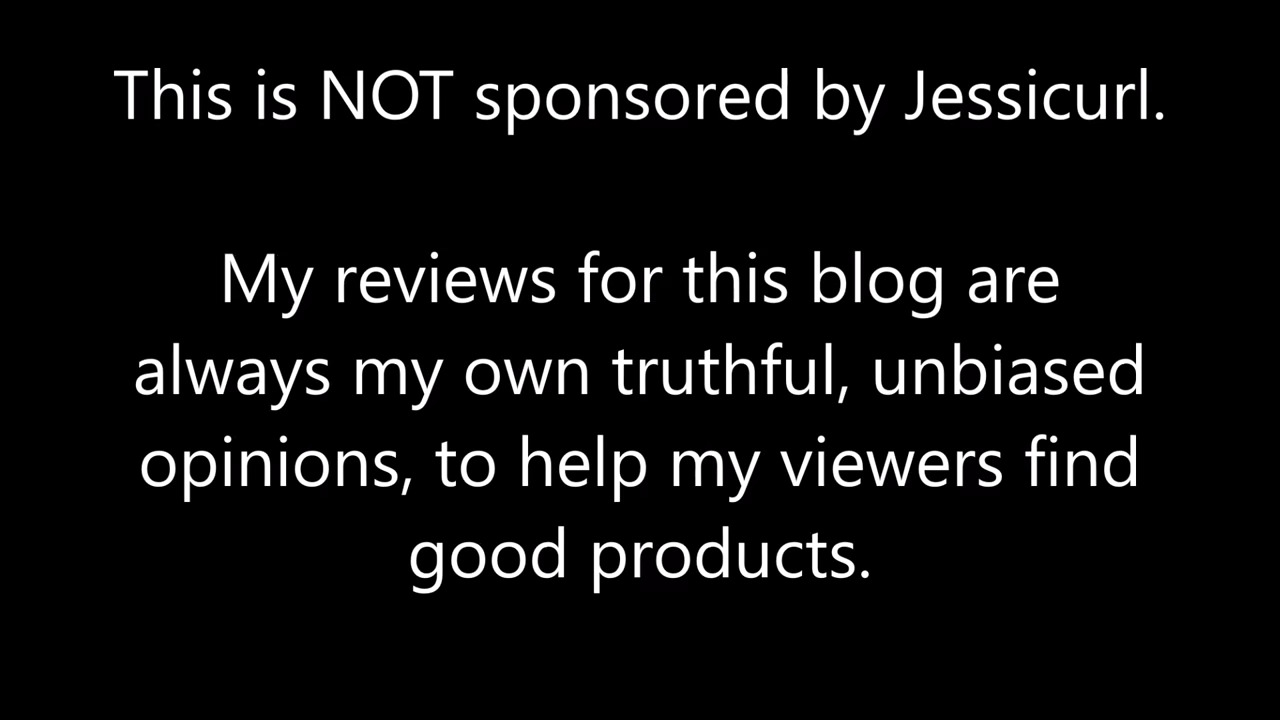 This is NOT sponsored by Jessicurl.
My reviews for this blog are
always my own truthful, unbiased
opinions, to help my viewers find
good products.